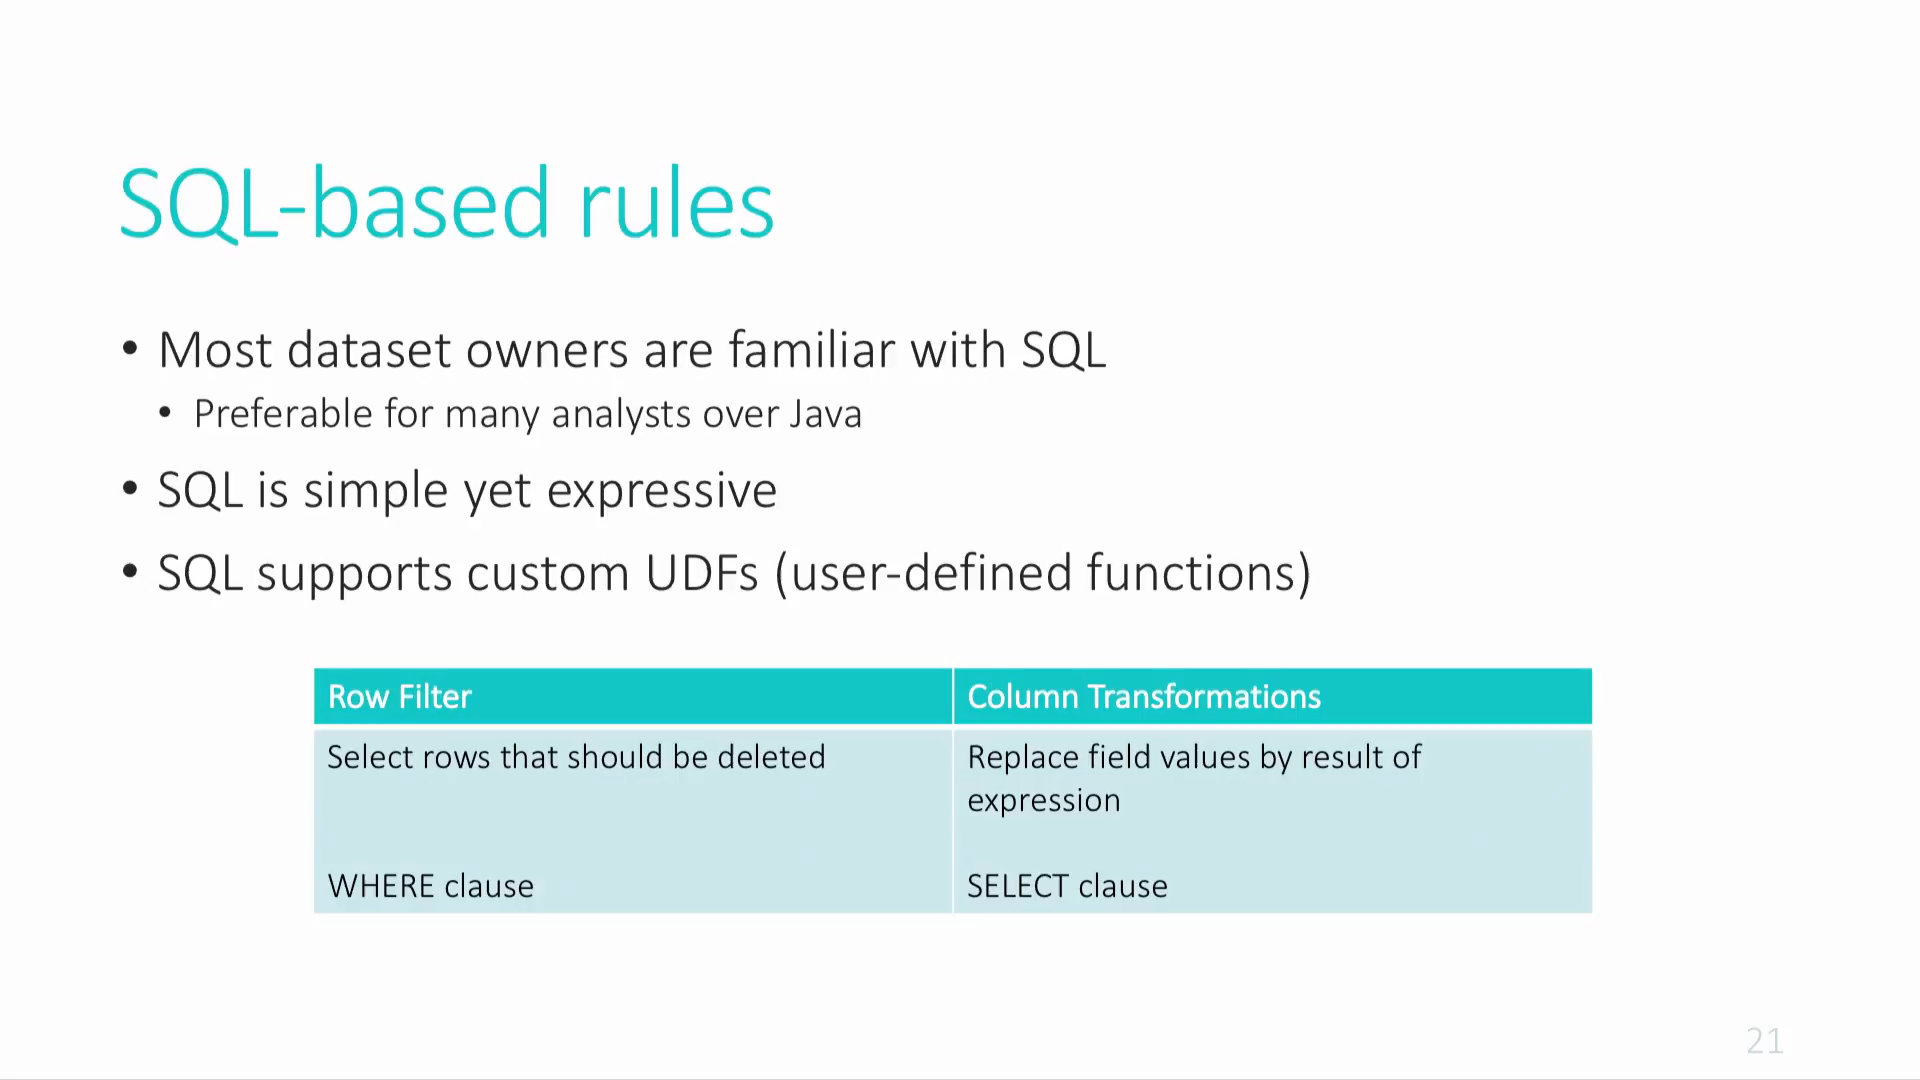 SQL-based rules
• Most dataset owners are familiar with SQL
• Preferable for many analysts over Java
• SQL is simple yet expressive
• SQL supports custom UDFs (user-defined functions)
Row Filter
Column Transformations
Select rows that should be deleted
WHERE clause
Replace field values by result of
expression
SELECT clause
21